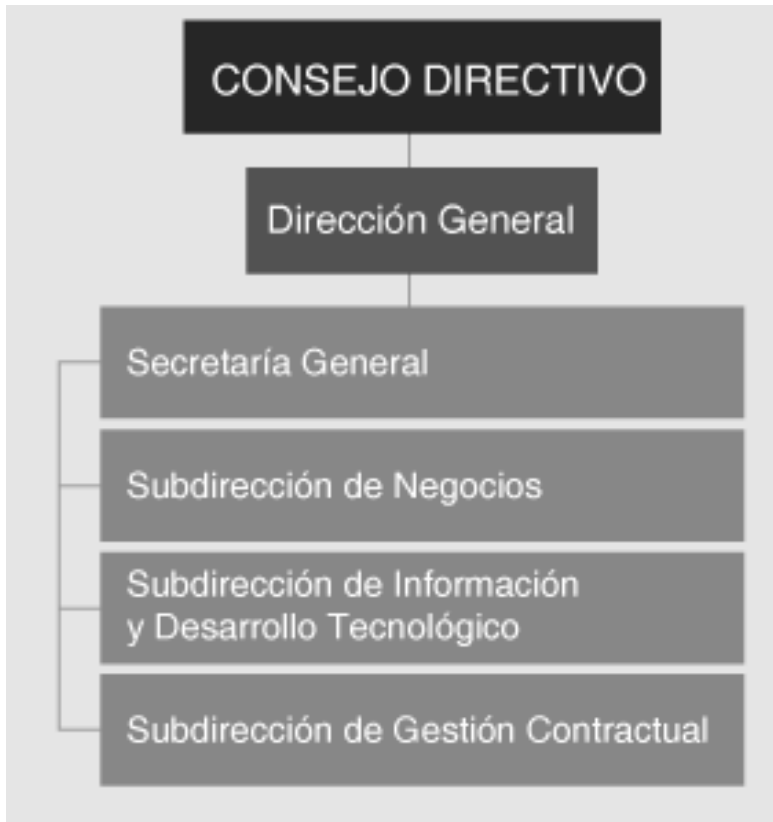 CONSEJO DIRECTIVO
Dirección General
Secretaría General
Subdirección de Negocios
Subdirección de Información
y Desarrollo Tecnológico
Subdirección de Gestión Contractual